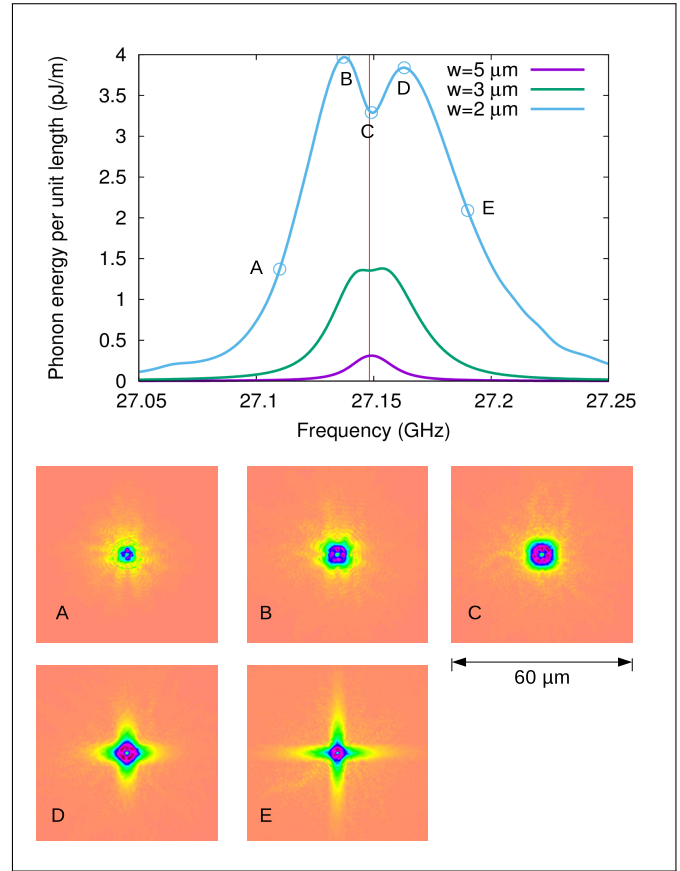 Phonon energy per unit length (pJ/m)
4
3.5
3
2.5
2
1.5
1
0.5
0
w=5 μm
w=3 μm
w=2 μm
A
B
C
D
E
27.05
27.1
27.15
27.2
27.25
Frequency (GHz)
A
B
C
60 μm
D
E